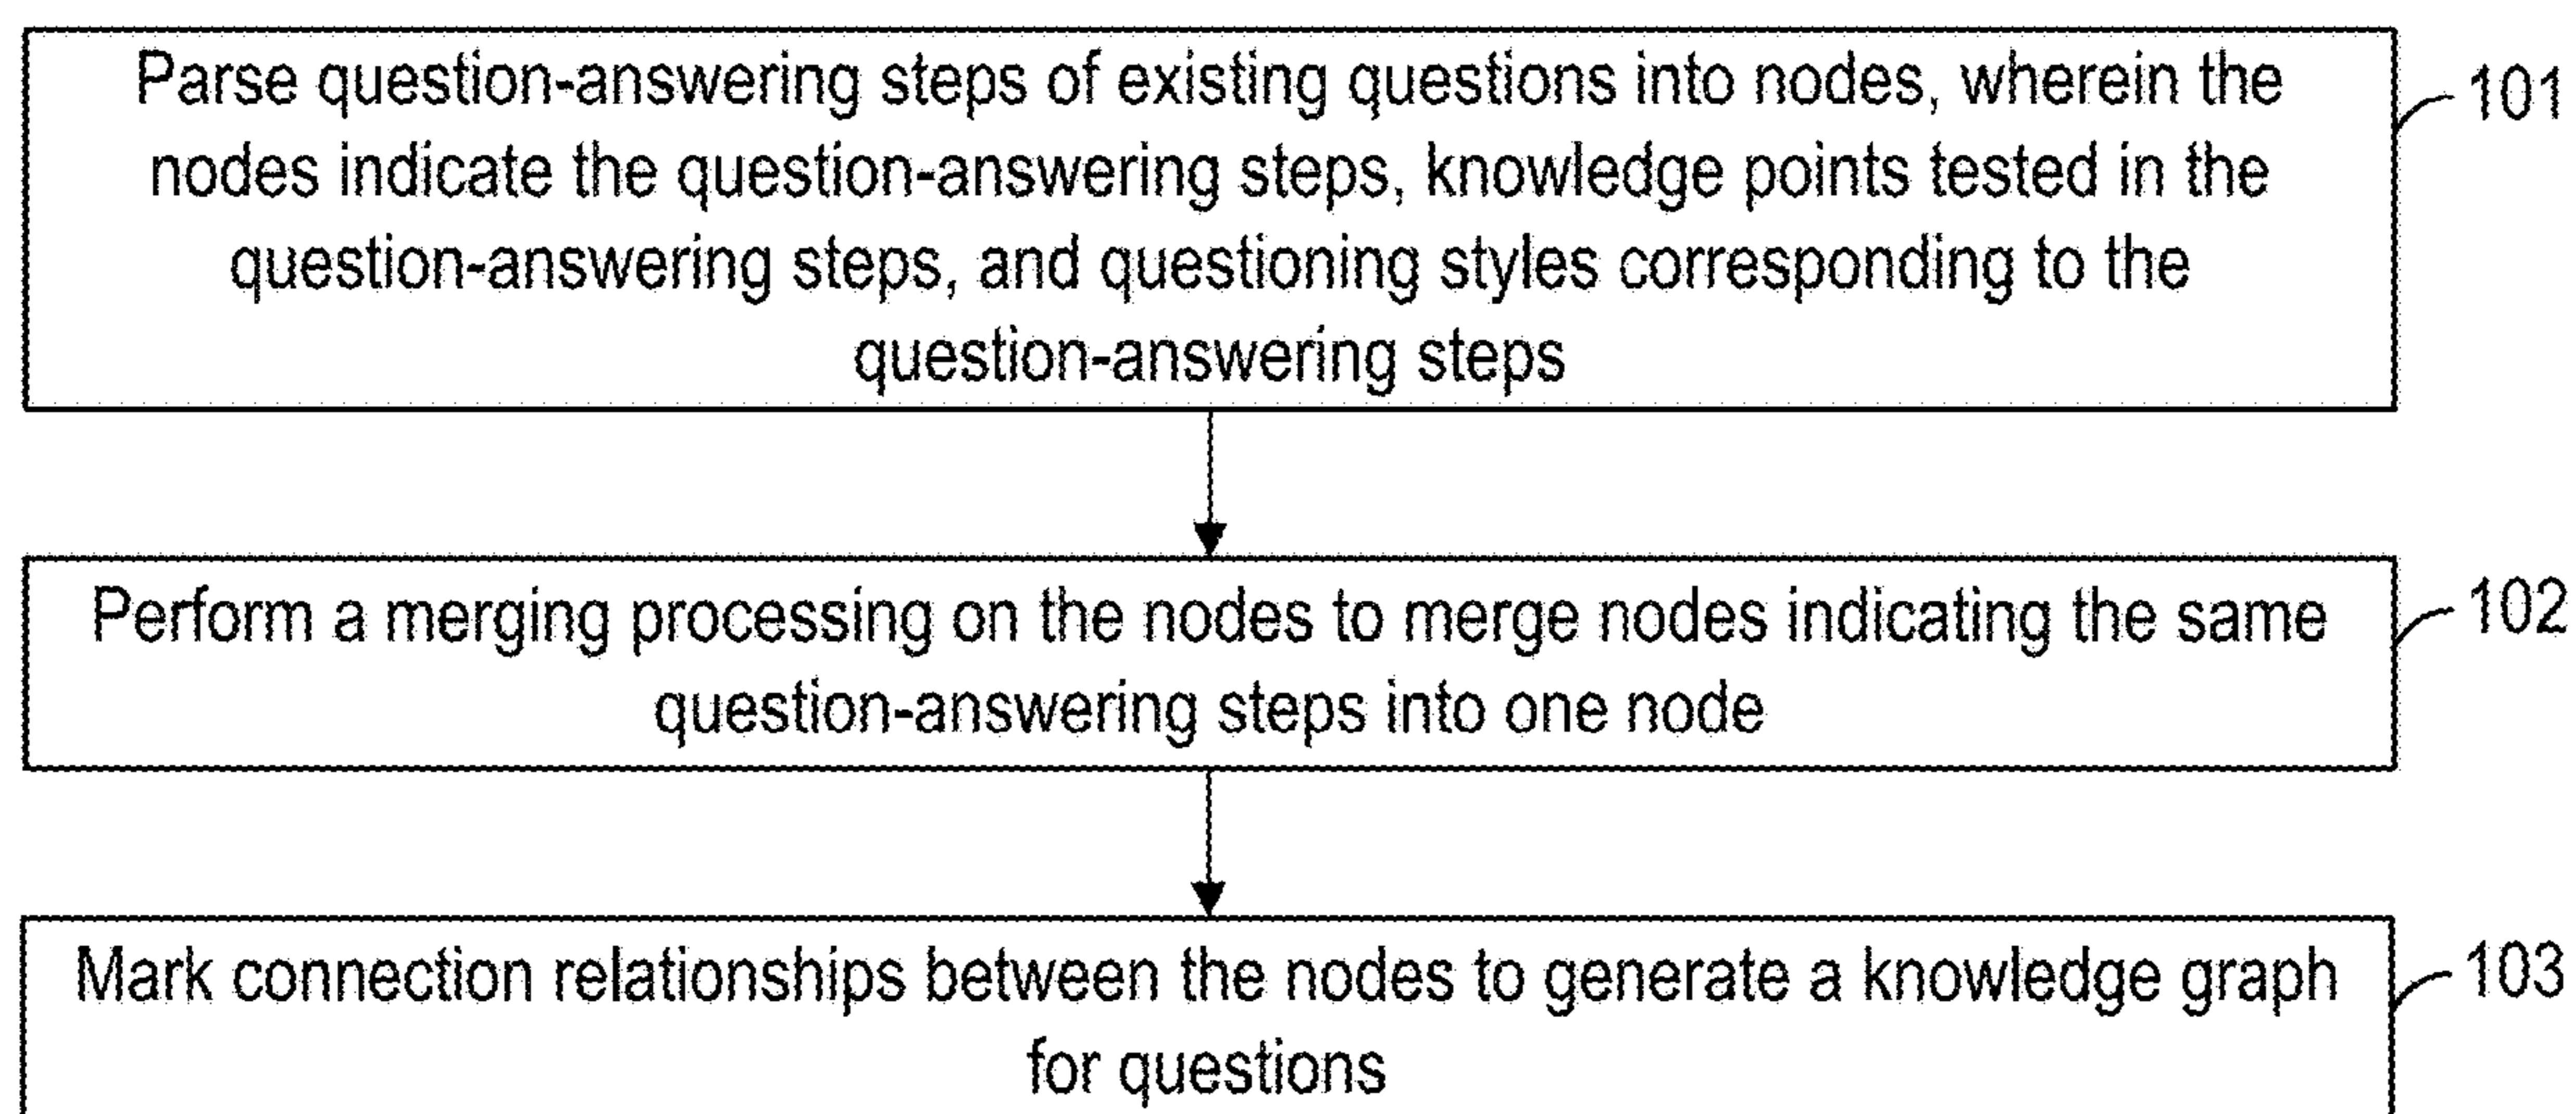 Parse question-answering steps of existing questions into nodes, wherein the
nodes indicate the question-answering steps, knowledge points tested in the
question-answering steps, and questioning styles corresponding to the
question-answering steps
101
Perform a merging processing on the nodes to merge nodes indicating the same
question-answering steps into one node
102
Mark connection relationships between the nodes to generate a knowledge graph
for questions
103